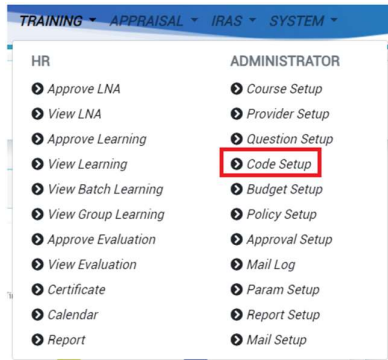 TRAINING APPRAISAL IRAS SYSTEM
HR
Approve LNA
View LNA
Approve Learning
View Learning
View Batch Learning
View Group Learning
Approve Evaluation
View Evaluation
Certificate
Calendar
Report
ADMINISTRATOR
Course Setup
Provider Setup
Question Setup
Code Setup
Budget Setup
Policy Setup
Approval Setup
Mail Log
Param Setup
Report Setup
Mail Setup